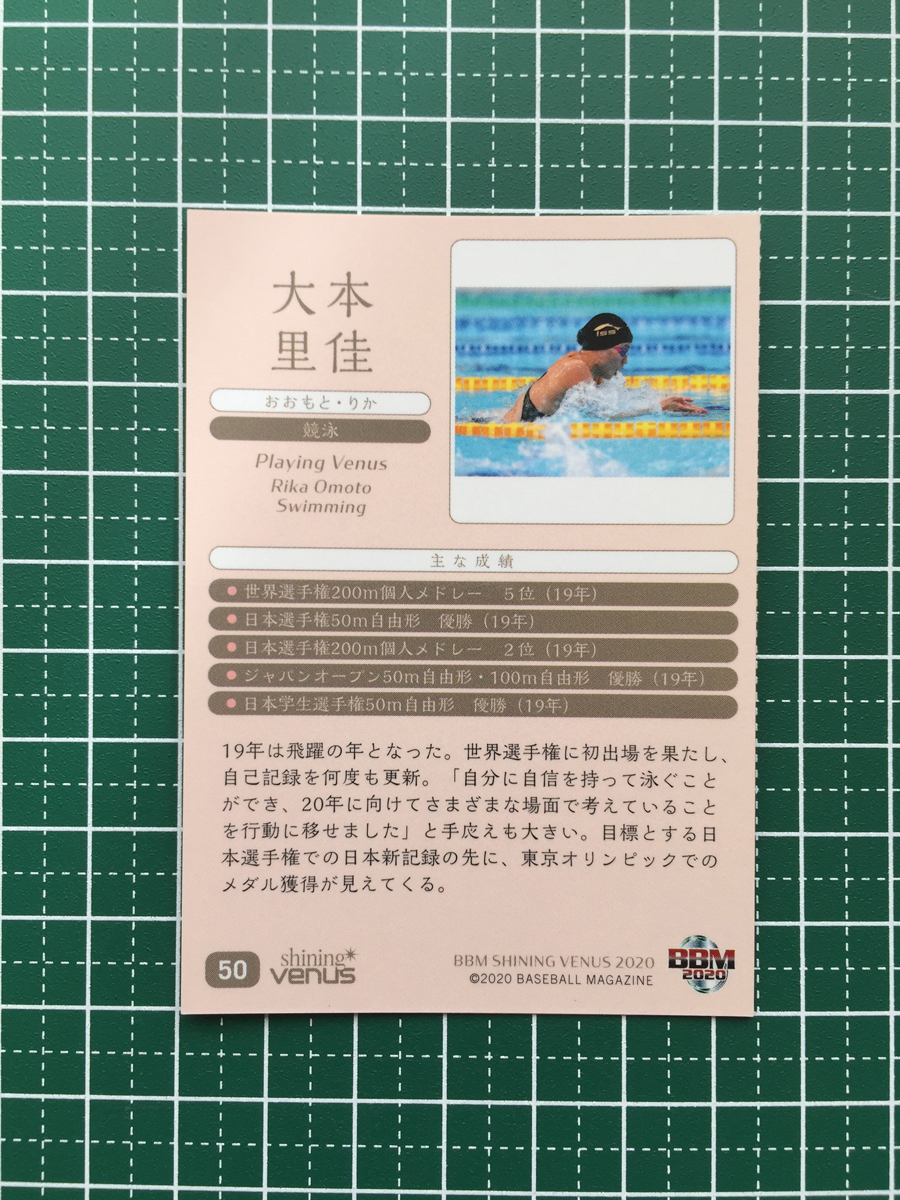 大本
里佳
おおもと・りか
競泳
Playing Venus
Rika Omoto
Swimming
ISS
主な成績
世界選手権200m個人メドレー　5位（19年）
日本選手権50m自由形　優勝（19年）
日本選手権200m個人メドレー　2位（19年）
ジャパンオープン50m自由形・100m自由形　優勝（19年）
日本学生選手権50m自由形　優勝（19年）
19年は飛躍の年となった。世界選手権に初出場を果たし、
自己記録を何度も更新。「自分に自信を持って泳ぐこと
ができ、20年に向けてさまざまな場面で考えていること
を行動に移せました」と手応えも大きい。目標とする日
本選手権での日本新記録の先に、東京オリンピックでの
メダル獲得が見えてくる。
50
shining
venus
BBM SHINING VENUS 2020
©2020 BASEBALL MAGAZINE
BBM
2020